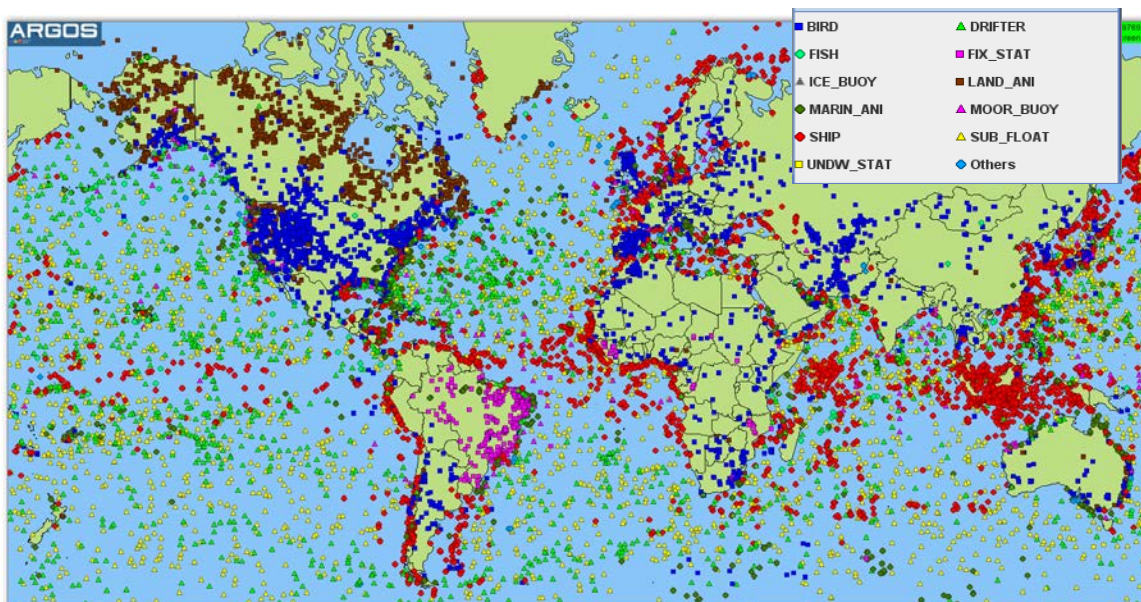 ARGOS
BIRD
DRIFTER
FISH
FIX_STAT
ICE_BUOY
LAND_ANI
MARIN_ANI
MOOR_BUOY
SHIP
SUB_FLOAT
UNDW_STAT
Others